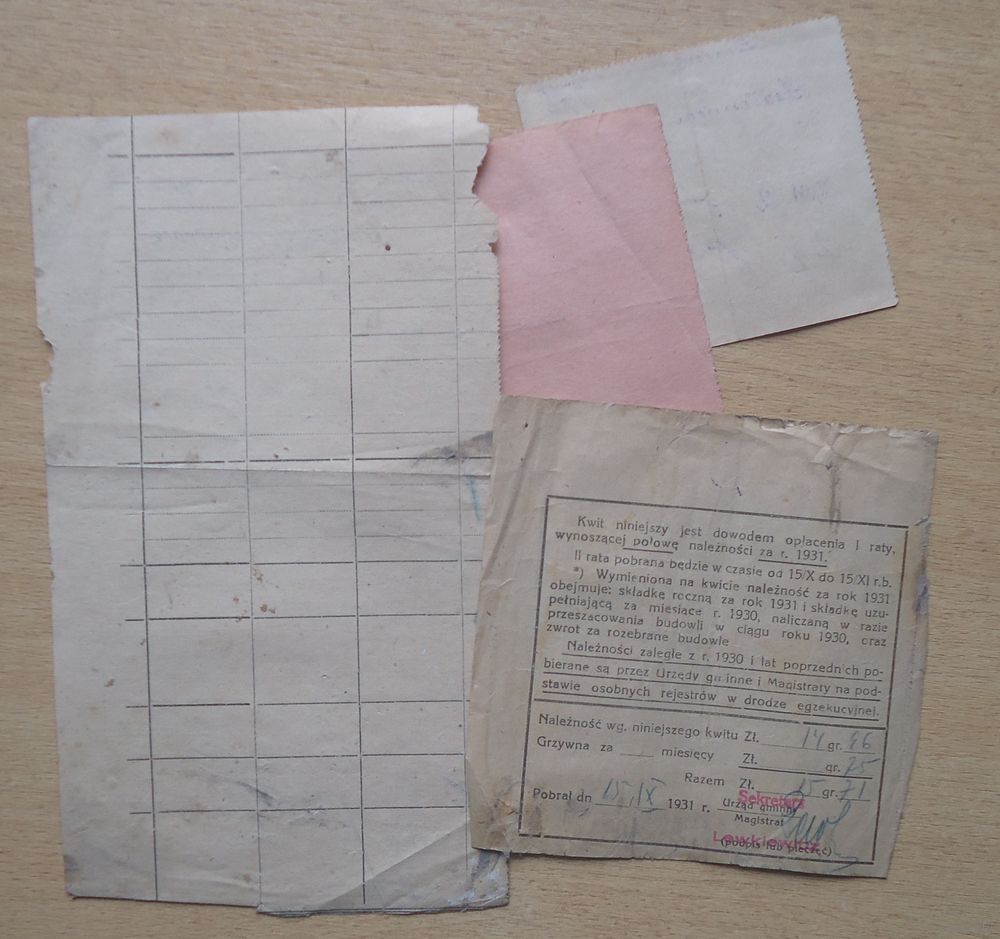 Kwit niniejszy jest dowodem opłacenia I raty,
wynoszącej połowę należności za r. 1931.
II rata pobrana będzie w czasie od 15/X do 15/XI r.b.
*) Wymieniona na kwicie należność za rok 1931
obejmuje: składkę roczną za rok 1931 i składkę uzu-
pełniającą za miesiące r. 1930, naliczaną w razie
przeszacowania budowli w ciągu roku 1930, oraz
zwrot za rozebrane budowle
Należności zaległe z r. 1930 i lat poprzednich po-
bierane są przez Urzędy gminne i Magistraty na pod-
stawie osobnych rejestrów w drodze egzekucyjnej.
Należność wg. niniejszego kwitu Zł. 14 gr. 96
Grzywna za miesięcy Zł. gr. 75
Razem Zł. 15 gr. 71
Pobrał dn 15/IX 1931 r. Urząd gminny
Sekretarz
Magistrat
Lewkiewicz
(podpis lub pieczęć)